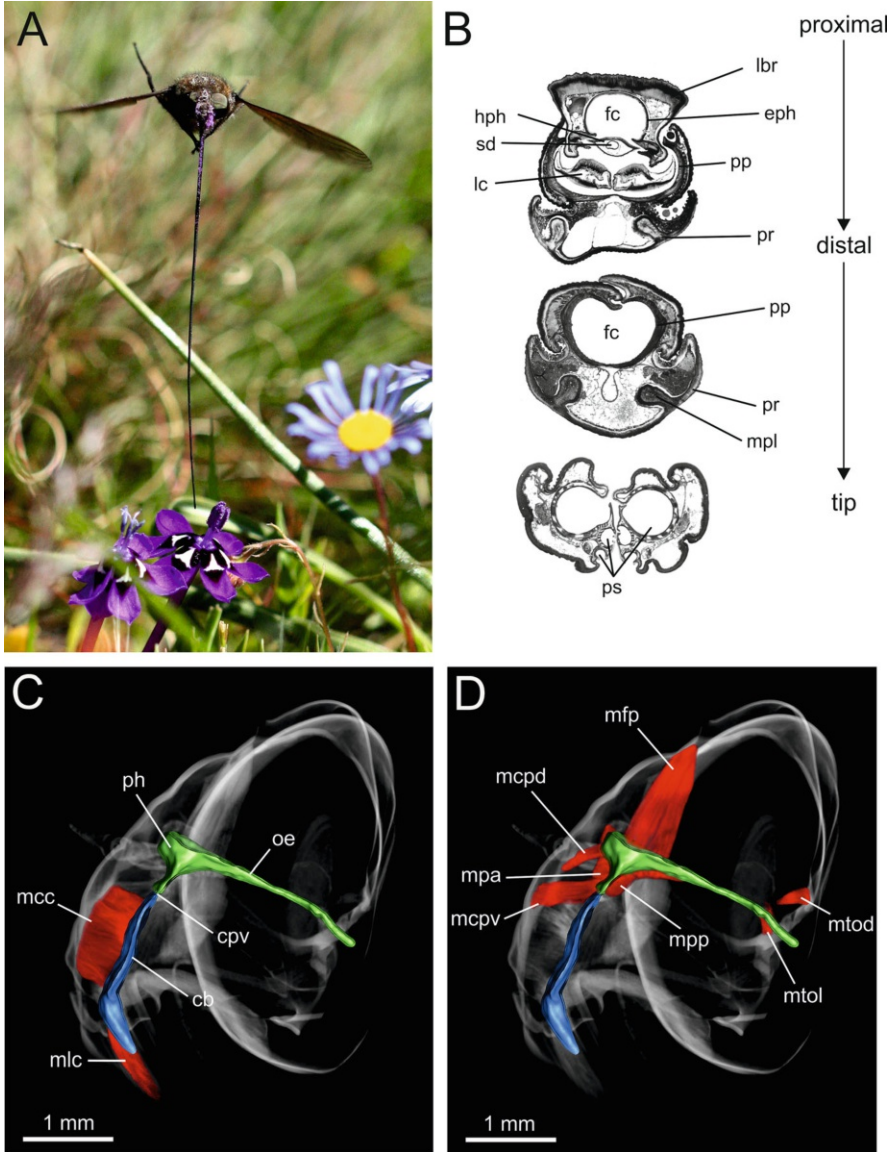 A
B
proximal
lbr
fc
hph
eph
sd
pp
lc
pr
distal
pp
fc
pr
mpl
tip
ps
C
ph
oe
mcc
cpv
cb
mlc
1 mm
D
mfp
mcpd
mpa
mcpv
mpp
mtod
mtol
1 mm